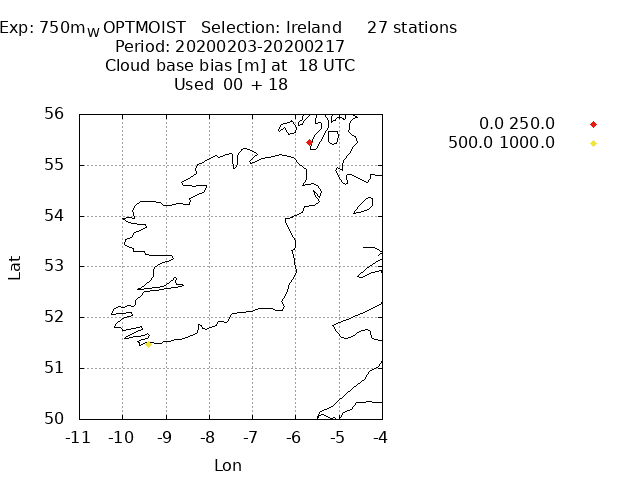 Exp: 750mW OPTMOIST Selection: Ireland 27 stations
Period: 20200203-20200217
Cloud base bias [m] at 18 UTC
Used 00 + 18
0.0 250.0
500.0 1000.0
56
55
54
53
52
51
50
Lat
-11 -10 -9 -8 -7 -6 -5 -4
Lon